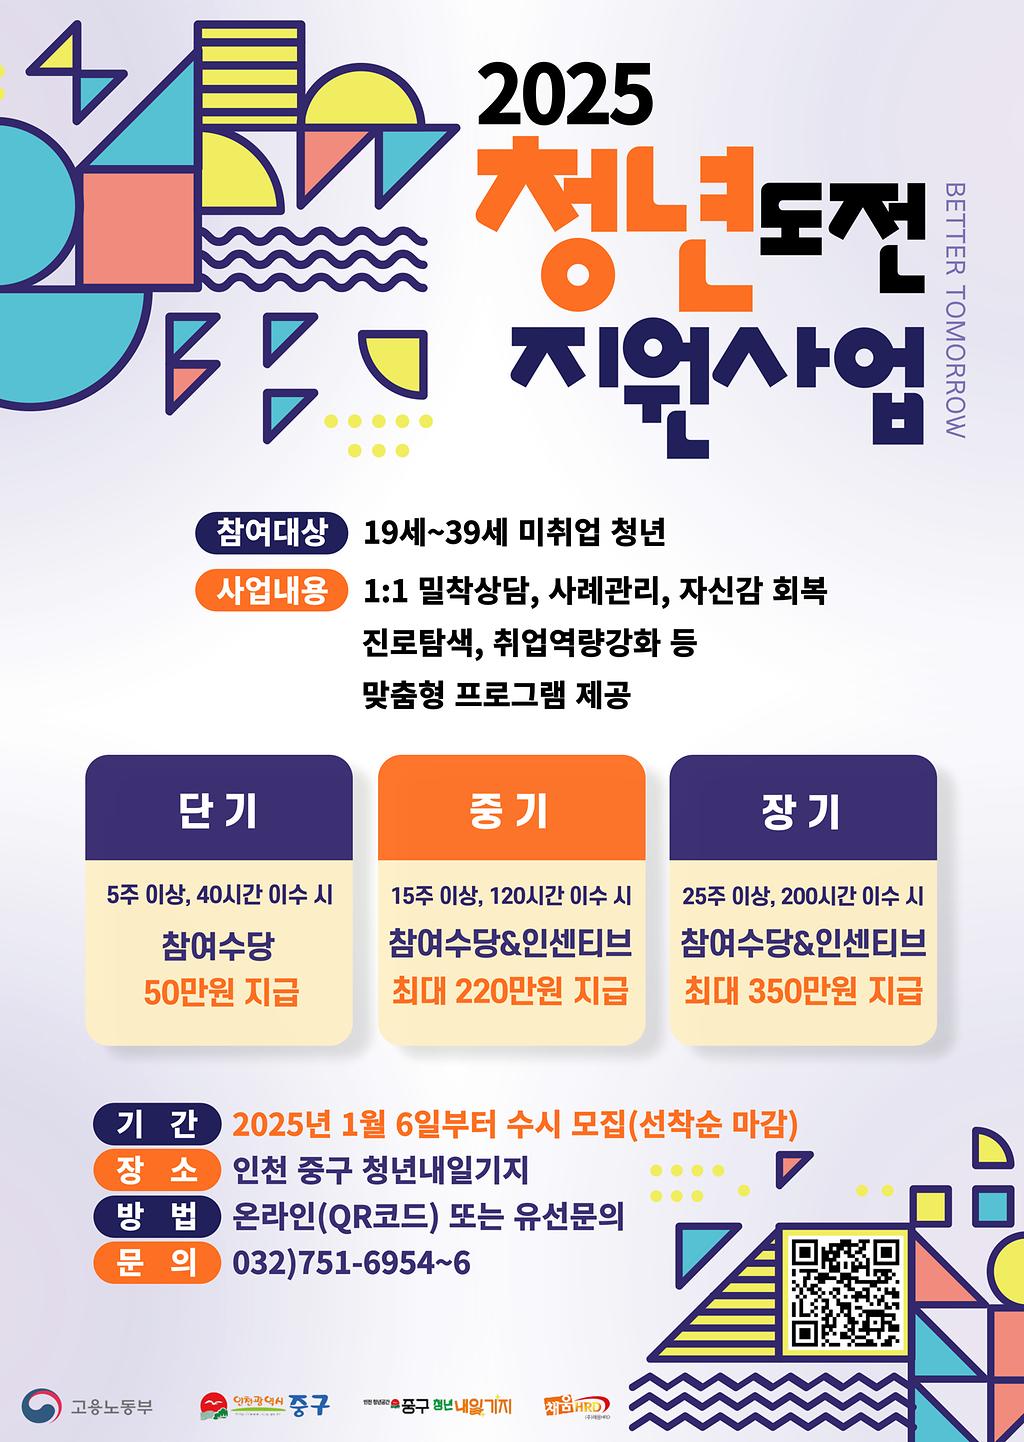 2025
청년도전
지원사업
BETTER TOMORROW
참여대상 19세~39세 미취업 청년
사업내용 1:1 밀착상담, 사례관리, 자신감 회복
진로탐색, 취업역량강화 등
맞춤형 프로그램 제공
단기
5주 이상, 40시간 이수 시
참여수당
50만원 지급
중기
15주 이상, 120시간 이수 시
참여수당&인센티브
최대 220만원 지급
장기
25주 이상, 200시간 이수 시
참여수당&인센티브
최대 350만원 지급
기 간 2025년 1월 6일부터 수시 모집(선착순 마감)
장 소 인천 중구 청년내일기지
방 법 온라인(QR코드) 또는 유선문의
문 의 032)751-6954~6
고용노동부
인천광역시 중구
인천 청년공간 중구 청년내일기지
채움HRD
(주)채움HRD